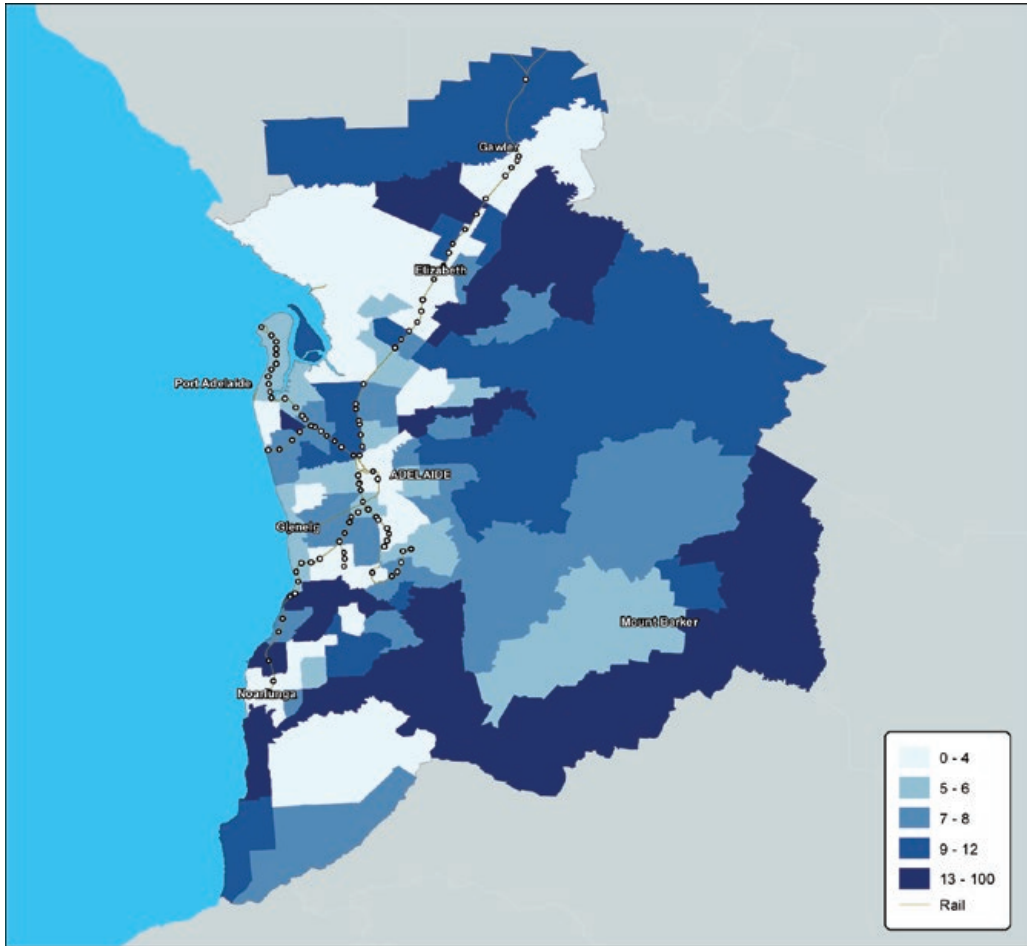 Gawler
Elizabeth
Port Adelaide
ADELAIDE
Glenelg
Mount Barker
Noarlunga
0 - 4
5 - 6
7 - 8
9 - 12
13 - 100
Rail